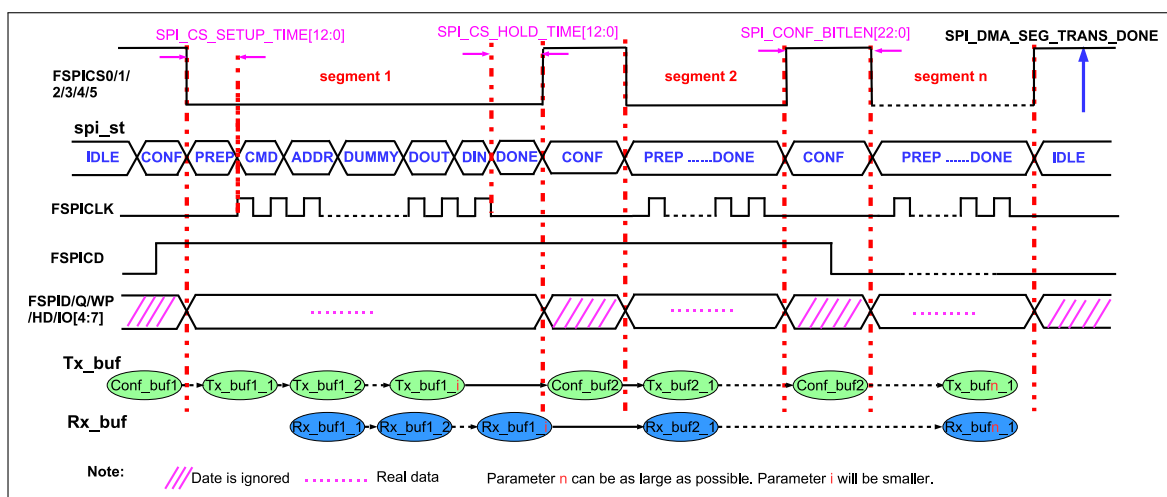 SPI_CS_SETUP_TIME[12:0] SPI_CS_HOLD_TIME[12:0] SPI_CONF_BITLEN[22:0] SPI_DMA_SEG_TRANS_DONE
FSPICS0/1/
2/3/4/5
segment 1 segment 2 segment n
spi_st
IDLE CONF PREP CMD ADDR DUMMY DOUT DIN DONE CONF PREP ......DONE CONF PREP ......DONE IDLE
FSPICLK
FSPICD
FSPID/Q/WP
/HD/IO[4:7]
Tx_buf
Conf_buf1 Tx_buf1_1 Tx_buf1_2 Tx_buf1_i Conf_buf2 Tx_buf2_1 Conf_buf2 Tx_bufn_1
Rx_buf
Rx_buf1_1 Rx_buf1_2 Rx_buf1_i Rx_buf2_1 Rx_bufn_1
Note: Date is ignored Real data Parameter n can be as large as possible. Parameter i will be smaller.